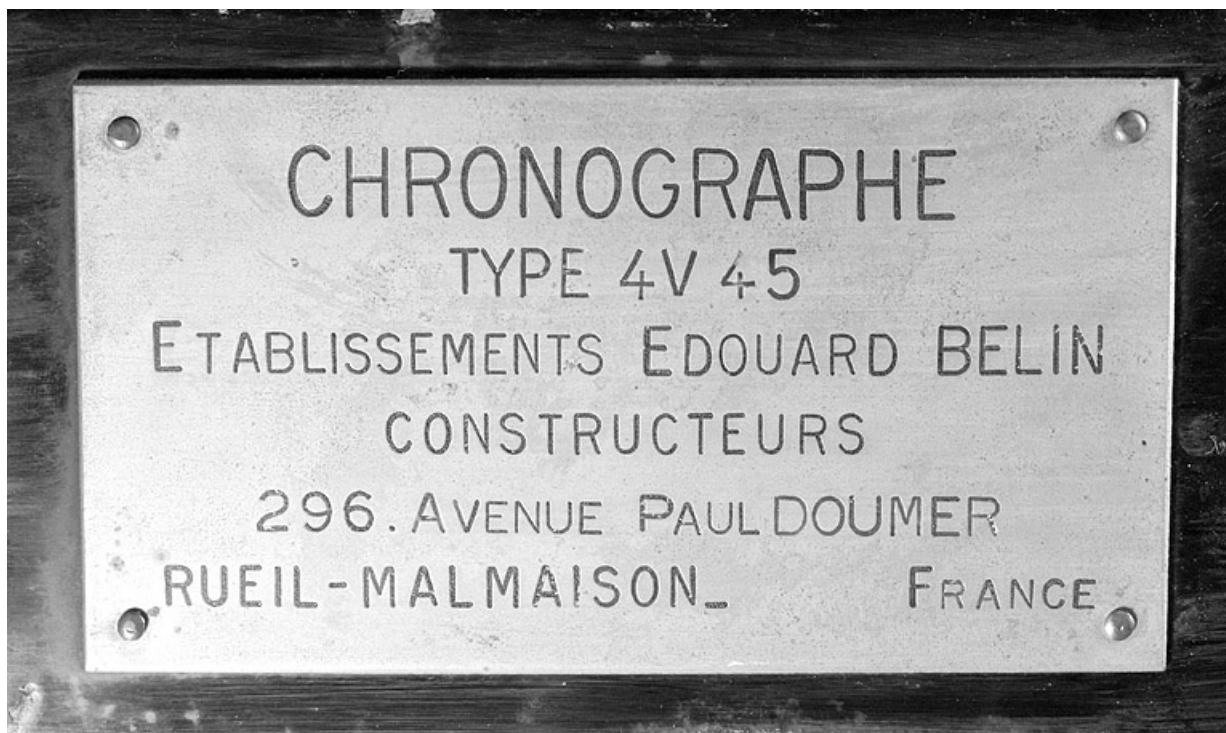 CHRONOGRAPHE
TYPE 4V 45
ETABLISSEMENTS EDOUARD BELIN
CONSTRUCTEURS
296. AVENUE PAUL DOUMER
RUEIL-MALMAISON_ FRANCE